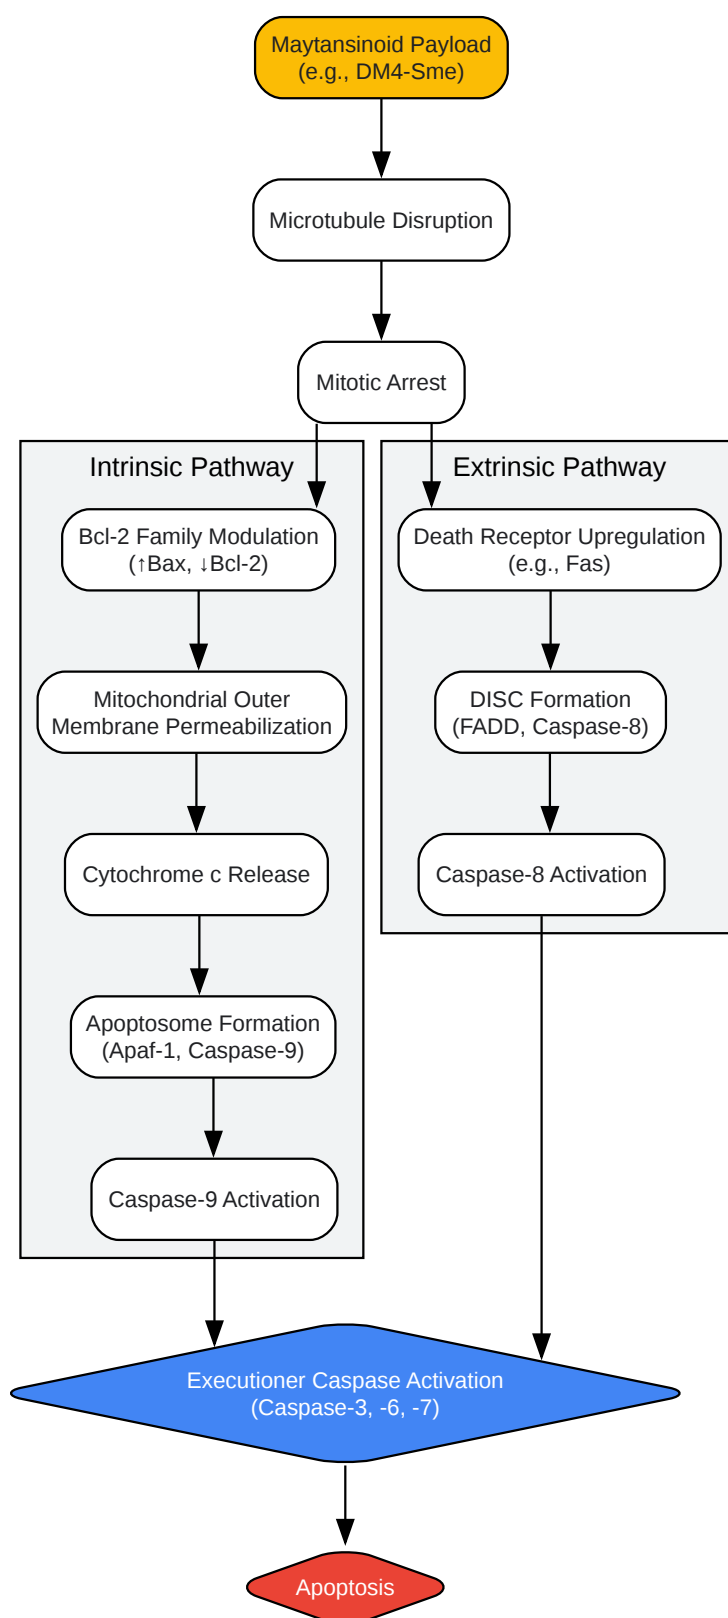 Maytansinoid Payload
(e.g., DM4-Sme)
Microtubule Disruption
Mitotic Arrest
Intrinsic Pathway
Bcl-2 Family Modulation
(↑Bax, ↓Bcl-2)
Mitochondrial Outer
Membrane Permeabilization
Cytochrome c Release
Apoptosome Formation
(Apaf-1, Caspase-9)
Caspase-9 Activation
Extrinsic Pathway
Death Receptor Upregulation
(e.g., Fas)
DISC Formation
(FADD, Caspase-8)
Caspase-8 Activation
Executioner Caspase Activation
(Caspase-3, -6, -7)
Apoptosis